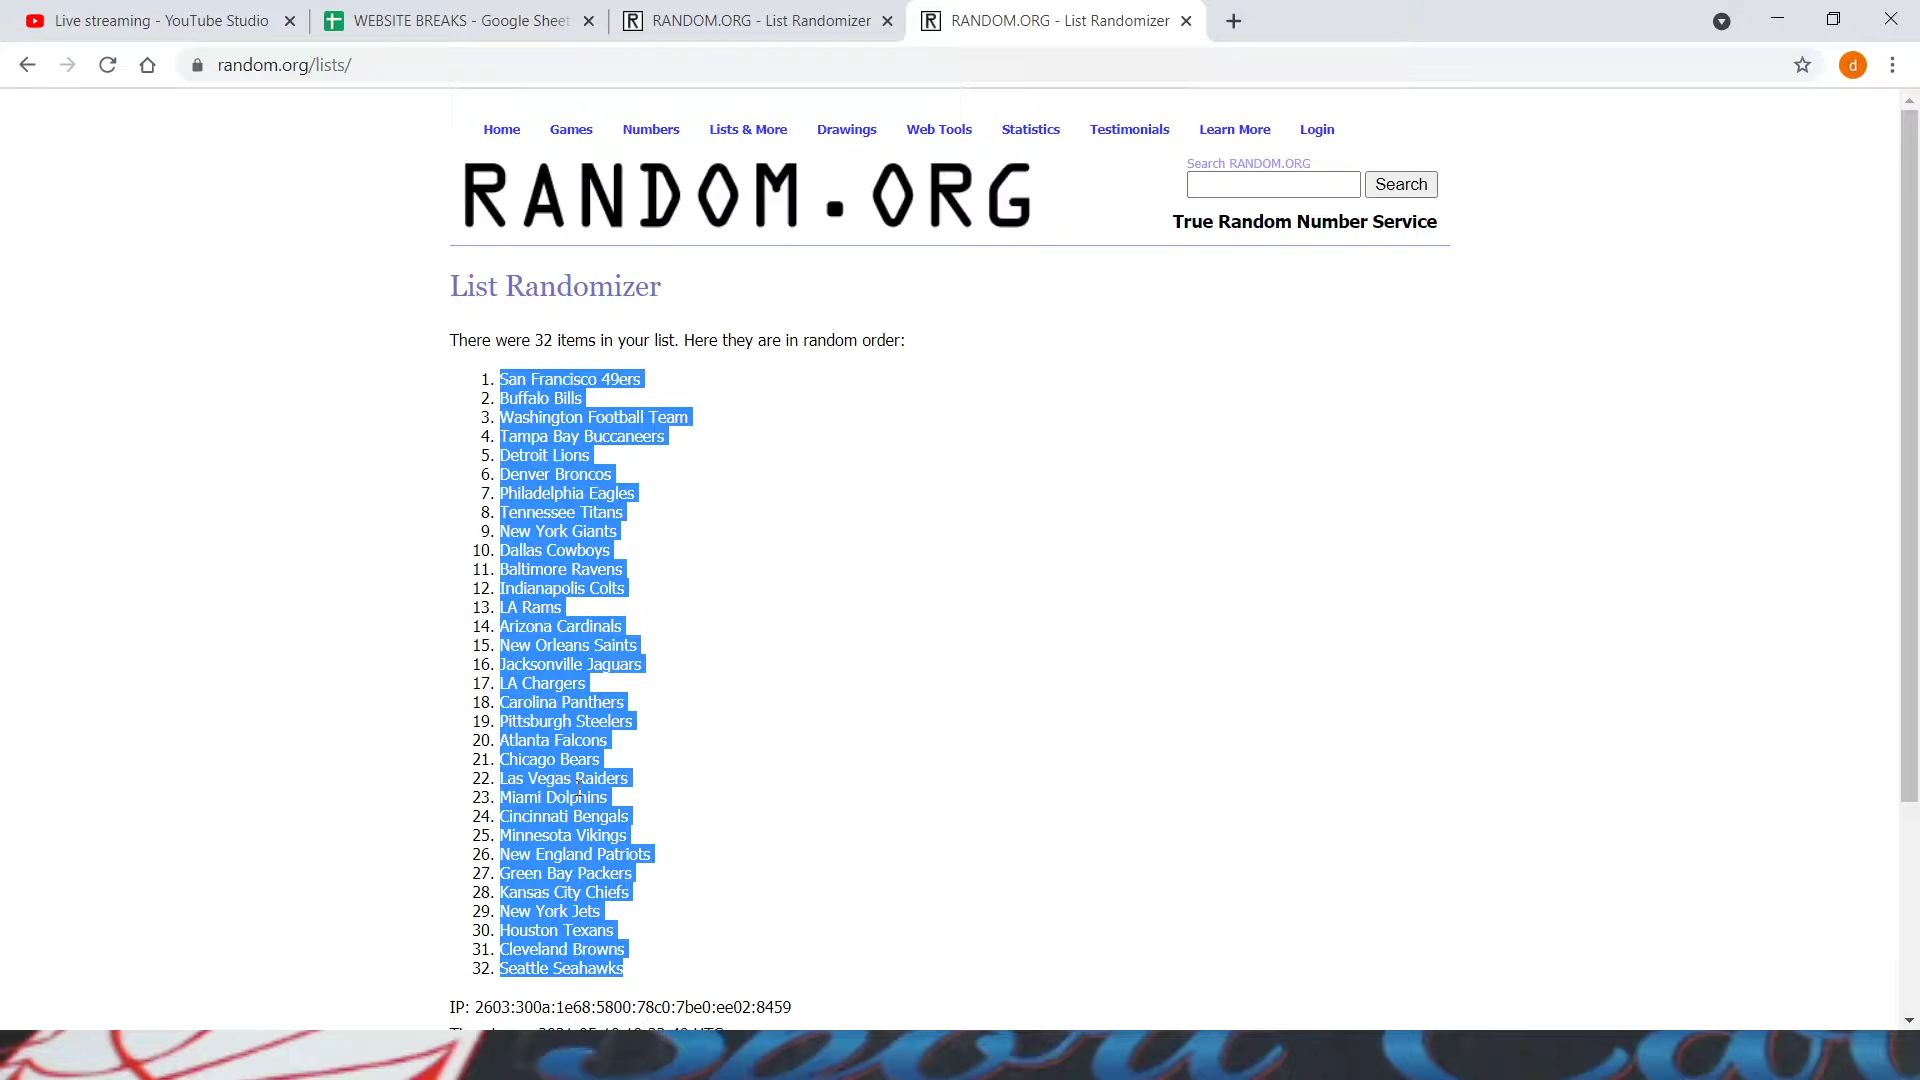 Live streaming - YouTube Studio
WEBSITE BREAKS - Google Sheet
RANDOM.ORG - List Randomizer
RANDOM.ORG - List Randomizer
random.org/lists/
d
Home Games Numbers Lists & More Drawings Web Tools Statistics Testimonials Learn More Login
RANDOM.ORG
Search RANDOM.ORG
Search
True Random Number Service
List Randomizer
There were 32 items in your list. Here they are in random order:
1. San Francisco 49ers
2. Buffalo Bills
3. Washington Football Team
4. Tampa Bay Buccaneers
5. Detroit Lions
6. Denver Broncos
7. Philadelphia Eagles
8. Tennessee Titans
9. New York Giants
10. Dallas Cowboys
11. Baltimore Ravens
12. Indianapolis Colts
13. LA Rams
14. Arizona Cardinals
15. New Orleans Saints
16. Jacksonville Jaguars
17. LA Chargers
18. Carolina Panthers
19. Pittsburgh Steelers
20. Atlanta Falcons
21. Chicago Bears
22. Las Vegas Raiders
23. Miami Dolphins
24. Cincinnati Bengals
25. Minnesota Vikings
26. New England Patriots
27. Green Bay Packers
28. Kansas City Chiefs
29. New York Jets
30. Houston Texans
31. Cleveland Browns
32. Seattle Seahawks
IP: 2603:300a:1e68:5800:78c0:7be0:ee02:8459